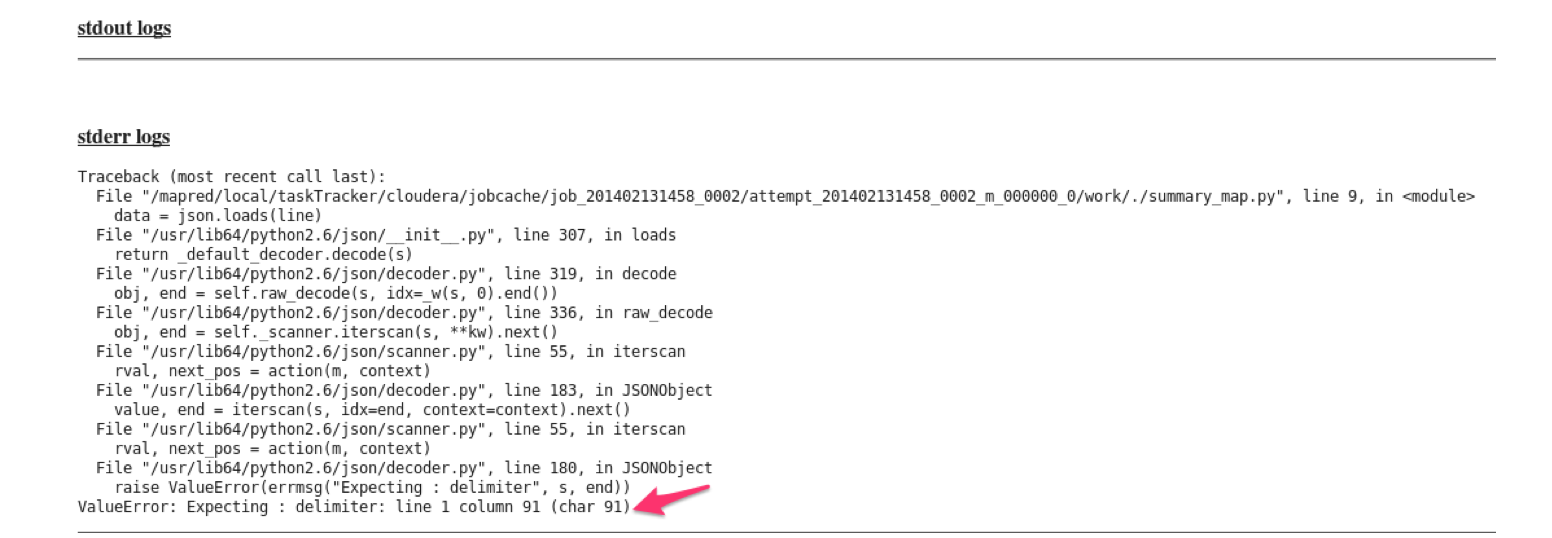 stdout logs
stderr logs
Traceback (most recent call last):
  File "/mapred/local/taskTracker/cloudera/jobcache/job_201402131458_0002/attempt_201402131458_0002_m_000000_0/work/./summary_map.py", line 9, in <module>
    data = json.loads(line)
  File "/usr/lib64/python2.6/json/__init__.py", line 307, in loads
    return _default_decoder.decode(s)
  File "/usr/lib64/python2.6/json/decoder.py", line 319, in decode
    obj, end = self.raw_decode(s, idx=_w(s, 0).end())
  File "/usr/lib64/python2.6/json/decoder.py", line 336, in raw_decode
    obj, end = self._scanner.iterscan(s, **kw).next()
  File "/usr/lib64/python2.6/json/scanner.py", line 55, in iterscan
    rval, next_pos = action(m, context)
  File "/usr/lib64/python2.6/json/decoder.py", line 183, in JSONObject
    value, end = iterscan(s, idx=end, context=context).next()
  File "/usr/lib64/python2.6/json/scanner.py", line 55, in iterscan
    rval, next_pos = action(m, context)
  File "/usr/lib64/python2.6/json/decoder.py", line 180, in JSONObject
    raise ValueError(errmsg("Expecting : delimiter", s, end))
ValueError: Expecting : delimiter: line 1 column 91 (char 91)